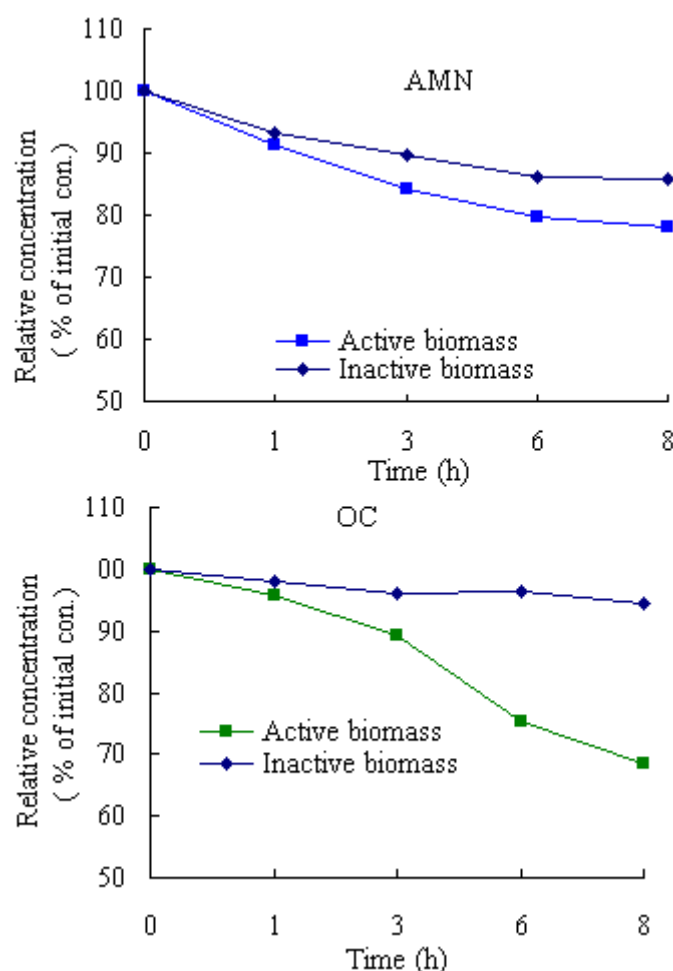 110
AMN
100
90
80
70
60
50
Relative concentration
( % of initial con.)
Active biomass
Inactive biomass
0 1 3 6 8
Time (h)
110
OC
00
90
80
70
60
50
Relative concentration
( % of initial con.)
Active biomass
Inactive biomass
0 1 3 6 8
Time (h)